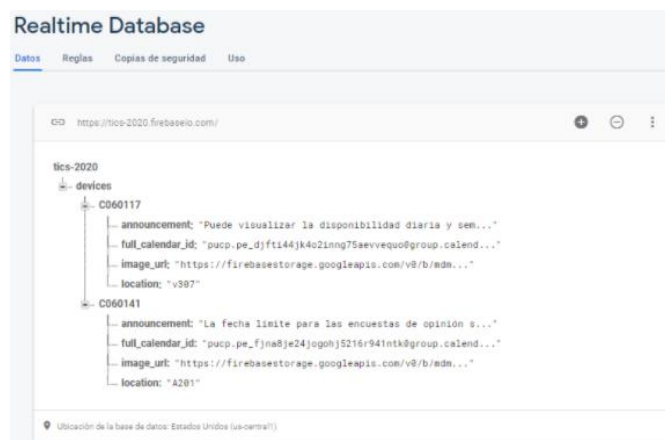 Realtime Database
Datos Reglas Copias de seguridad Uso
https://tics-2020.firebaseio.com/
tics-2020
devices
C060117
announcement: "Puede visualizar la disponibilidad diaria y sem..."
full_calendar_id: "pucp.pe_djfti44jk4o2inng75aevvequo@group.calend..."
image_url: "https://firebasestorage.googleapis.com/v0/b/mdm..."
location: "v307"
C060141
announcement: "La fecha límite para las encuestas de opinión s..."
full_calendar_id: "pucp.pe_fjna8je24jogohj5216r941ntk@group.calend..."
image_url: "https://firebasestorage.googleapis.com/v0/b/mdm..."
location: "A201"
Ubicación de la base de datos: Estados Unidos (us-central1)